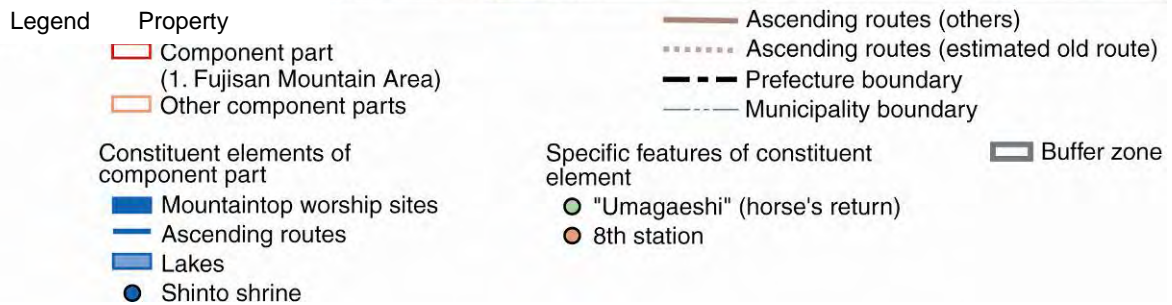 Legend Property
Component part
(1. Fujisan Mountain Area)
Other component parts
Constituent elements of
component part
Mountaintop worship sites
Ascending routes
Lakes
Shinto shrine
Ascending routes (others)
Ascending routes (estimated old route)
Prefecture boundary
Municipality boundary
Specific features of constituent
element
"Umagaeshi" (horse's return)
8th station
Buffer zone